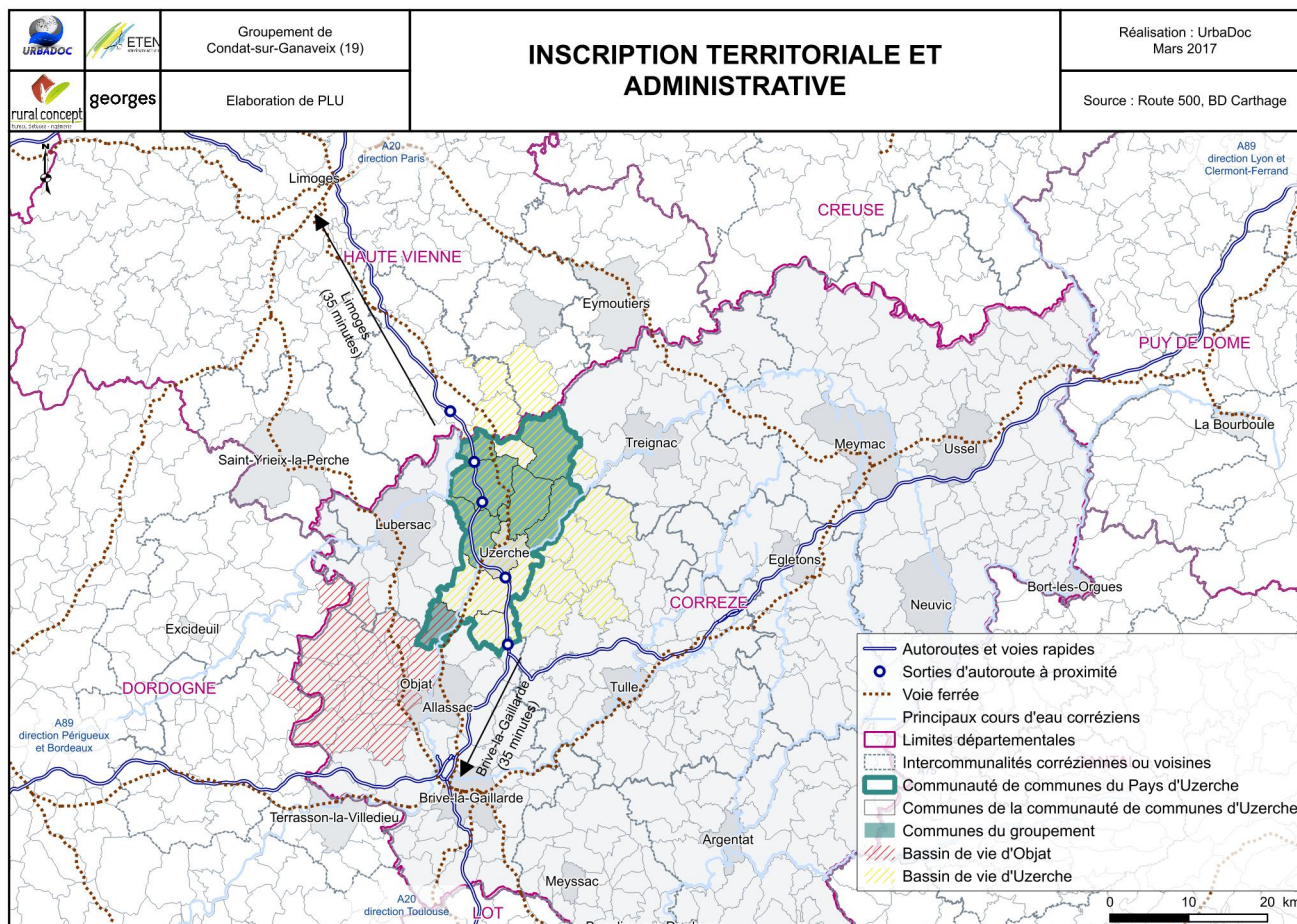 URBADOC
ETEN
Groupement de
Condat-sur-Ganaveix (19)
INSCRIPTION TERRITORIALE ET
ADMINISTRATIVE
Réalisation : UrbaDoc
Mars 2017
rural concept
georges
Elaboration de PLU
Source : Route 500, BD Carthage
N
A20
direction Paris
A89
direction Lyon et
Clermont-Ferrand
Limoges
CREUSE
HAUTE VIENNE
Limoges
(35 minutes)
Eymoutiers
PUY DE DOME
La Bourboule
Treignac
Meymac
Ussel
Saint-Yrieix-la-Perche
Lubersac
Uzerche
Egletons
Bort-les-Orgues
Neuvic
CORREZE
Excideuil
DORDOGNE
Objat
Allassac
Tulle
A89
direction Périgueux
et Bordeaux
Brive-la-Gaillarde
(35 minutes)
Brive-la-Gaillarde
Terrasson-la-Villedieu
Argentat
Meyssac
A20
direction Toulouse
LOT
Autoroutes et voies rapides
Sorties d'autoroute à proximité
Voie ferrée
Principaux cours d'eau corréziens
Limites départementales
Intercommunalités corréziennes ou voisines
Communauté de communes du Pays d'Uzerche
Communes de la communauté de communes d'Uzerche
Communes du groupement
Bassin de vie d'Objat
Bassin de vie d'Uzerche
0 10 20 km